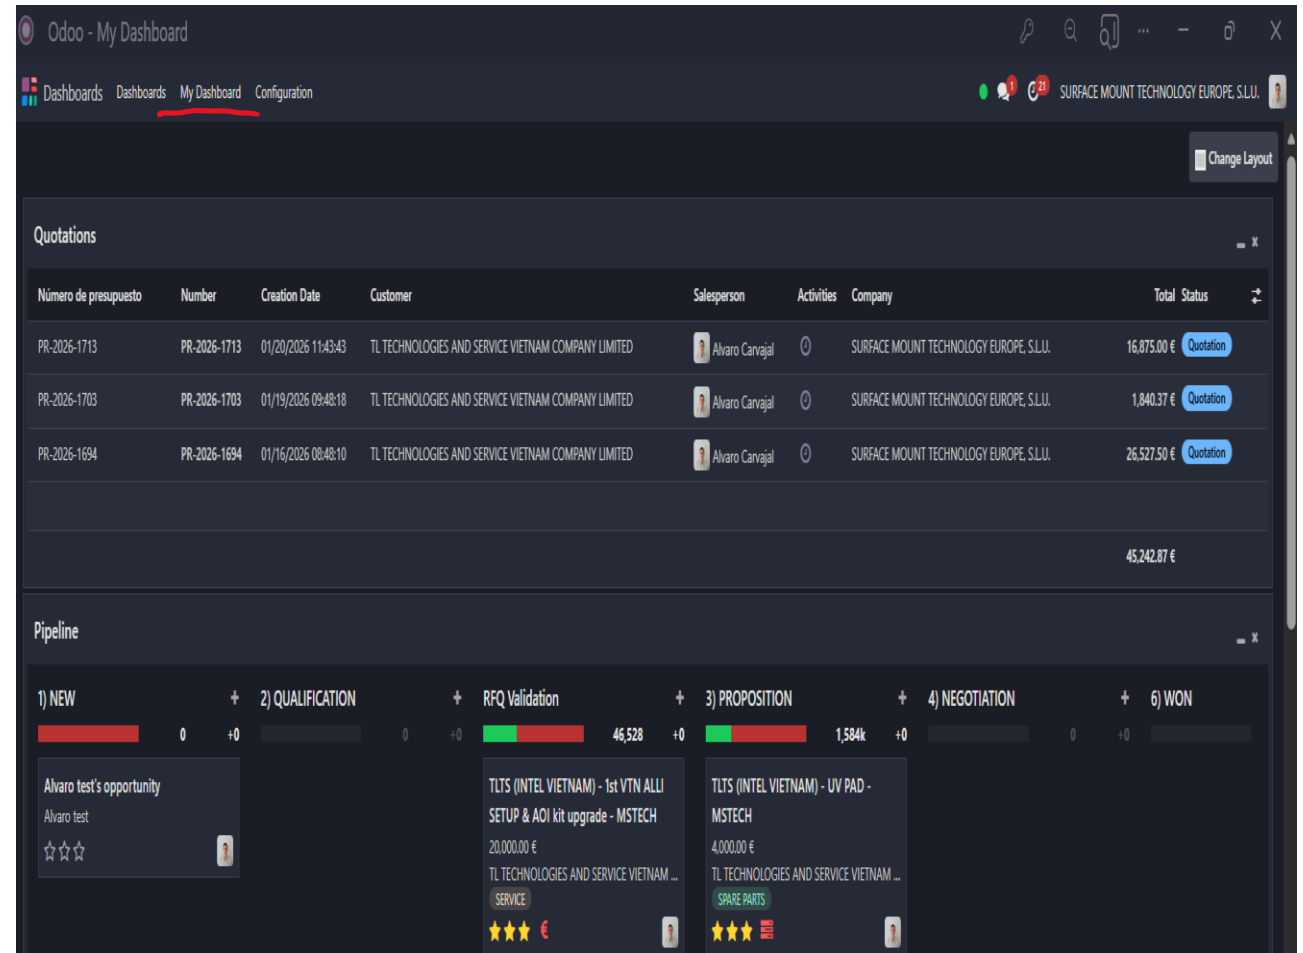 Odoo - My Dashboard
Dashboards Dashboards My Dashboard Configuration 1 21 SURFACE MOUNT TECHNOLOGY EUROPE, S.L.U.
Change Layout
Quotations
Número de presupuesto Number Creation Date Customer Salesperson Activities Company Total Status
PR-2026-1713 PR-2026-1713 01/20/2026 11:43:43 TL TECHNOLOGIES AND SERVICE VIETNAM COMPANY LIMITED Alvaro Carvajal SURFACE MOUNT TECHNOLOGY EUROPE, S.L.U. 16,875.00 € Quotation
PR-2026-1703 PR-2026-1703 01/19/2026 09:48:18 TL TECHNOLOGIES AND SERVICE VIETNAM COMPANY LIMITED Alvaro Carvajal SURFACE MOUNT TECHNOLOGY EUROPE, S.L.U. 1,840.37 € Quotation
PR-2026-1694 PR-2026-1694 01/16/2026 08:48:10 TL TECHNOLOGIES AND SERVICE VIETNAM COMPANY LIMITED Alvaro Carvajal SURFACE MOUNT TECHNOLOGY EUROPE, S.L.U. 26,527.50 € Quotation
45,242.87 €
Pipeline
1) NEW + 2) QUALIFICATION + RFQ Validation + 3) PROPOSITION + 4) NEGOTIATION + 6) WON
0 +0 0 +0 46,528 +0 1,584k +0 0 +0
Alvaro test's opportunity
Alvaro test
TLTS (INTEL VIETNAM) - 1st VTN ALLI
SETUP & AOI kit upgrade - MSTECH
20,000.00 €
TL TECHNOLOGIES AND SERVICE VIETNAM ...
SERVICE
€
TLTS (INTEL VIETNAM) - UV PAD -
MSTECH
4,000.00 €
TL TECHNOLOGIES AND SERVICE VIETNAM ...
SPARE PARTS